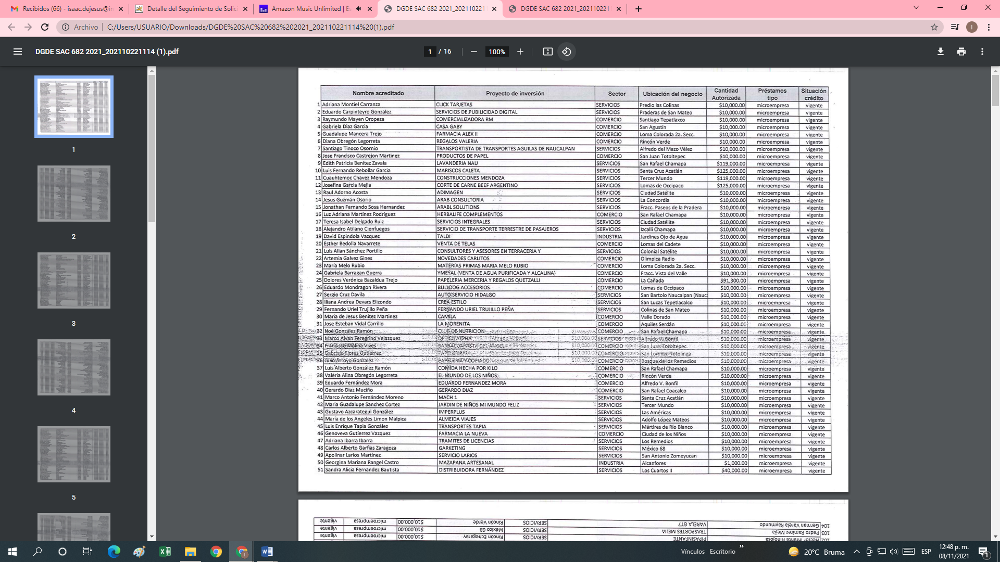 Recibidos (66) - isaac.dejesus@in
Detalle del Seguimiento de Solici
Amazon Music Unlimited | Es
DGDE SAC 682 2021_2021102211
DGDE SAC 682 2021_2021102211
Archivo C:/Users/USUARIO/Downloads/DGDE%20SAC%20682%202021_202110221114%20(1).pdf
I
DGDE SAC 682 2021_202110221114 (1).pdf
1 / 16
100%
1
2
3
4
5
Nombre acreditado Proyecto de inversión Sector Ubicación del negocio Cantidad Autorizada Préstamos tipo Situación crédito
1 Adriana Montiel Carranza CLICK TARJETAS SERVICIOS Predio las Colinas $10,000.00 microempresa vigente
2 Eduardo Carpinteyro Gonzalez SERVICIOS DE PUBILICIDAD DIGITAL SERVICIOS Praderas de San Mateo $10,000.00 microempresa vigente
3 Raymundo Mayen Oropeza COMERCIALIZADORA RM COMERCIO Santiago Tepatlaxco $10,000.00 microempresa vigente
4 Gabriela Diaz Garcia CASA GABY COMERCIO San Agustín $10,000.00 microempresa vigente
5 Guadalupe Mancera Trejo FARMACIA ALEX II COMERCIO Loma Colorada 2a. Secc. $10,000.00 microempresa vigente
6 Diana Obregón Legorreta REGALOS VALERIA COMERCIO Rincón Verde $10,000.00 microempresa vigente
7 Santiago Tinoco Osornio TRANSPORTISTA DE TRANSPORTES AGUILAS DE NAUCALPAN SERVICIOS Alfredo del Mazo Vélez $10,000.00 microempresa vigente
8 Jose Francisco Castrejon Martinez PRODUCTOS DE PAPEL COMERCIO San Juan Totoltepec $10,000.00 microempresa vigente
9 Edith Patricia Benitez Zavala LAVANDERIA NAU SERVICIOS San Rafael Chamapa $119,000.00 microempresa vigente
10 Luis Fernando Rebollar Garcia MARISCOS CALETA SERVICIOS Santa Cruz Acatlán $125,000.00 microempresa vigente
11 Cuauhtemoc Chavez Mendoza CONSTRUCCIONES MENDOZA SERVICIOS Tercer Mundo $119,000.00 microempresa vigente
12 Josefina Garcia Mejia CORTE DE CARNE BEEF ARGENTINO SERVICIOS Lomas de Occipaco $125,000.00 microempresa vigente
13 Raul Adorno Acosta ADIMAGEN SERVICIOS Ciudad Satélite $10,000.00 microempresa vigente
14 Jesus Guzman Osorio ARAB CONSULTORIA SERVICIOS La Concordia $10,000.00 microempresa vigente
15 Jonathan Fernando Sosa Hernandez ARABL SOLUTIONS SERVICIOS Fracc. Paseos de la Pradera $10,000.00 microempresa vigente
16 Luz Adriana Martínez Rodríguez HERBALIFE COMPLEMENTOS COMERCIO San Rafael Chamapa $10,000.00 microempresa vigente
17 Teresa Isabel Delgado Ruiz SERVICIOS INTEGRALES SERVICIOS Ciudad Satélite $10,000.00 microempresa vigente
18 Alejandro Atilano Cienfuegos SERVICIO DE TRANSPORTE TERRESTRE DE PASAJEROS SERVICIOS Izcalli Chamapa $10,000.00 microempresa vigente
19 David Espindola Vazquez TALDI INDUSTRIA Jardines Ojo de Agua $10,000.00 microempresa vigente
20 Esther Bedolla Navarrete VENTA DE TELAS COMERCIO Lomas del Cadete $10,000.00 microempresa vigente
21 Luis Allan Sánchez Portillo CONSULTORES Y ASESORES EN TERRACERIA Y SERVICIOS Colonial Satélite $10,000.00 microempresa vigente
22 Artemia Galvez Gines NOVEDADES CARLITOS COMERCIO Olimpica Radio $10,000.00 microempresa vigente
23 María Melo Rubio MATERIAS PRIMAS MARIA MELO RUBIO COMERCIO Loma Colorada 2a. Secc. $10,000.00 microempresa vigente
24 Gabriela Barragan Guerra YMEYAL (VENTA DE AGUA PURIFICADA Y ALCALINA) COMERCIO Fracc. Vista del Valle $10,000.00 microempresa vigente
25 Dolores Verónica Bazaldua Trejo PAPELERIA MERCERIA Y REGALOS QUETZALLI COMERCIO La Cañada $91,300.00 microempresa vigente
26 Eduardo Mondragon Rivera BULLDOG ACCESORIOS COMERCIO Lomas de Occipaco $10,000.00 microempresa vigente
27 Sergio Cruz Davila AUTO SERVICIO HIDALGO SERVICIOS San Bartolo Naucalpan (Nauca $10,000.00 microempresa vigente
28 Iliana Andrea Devars Elizondo CREA ESTILO SERVICIOS San Lucas Tepetlacalco $10,000.00 microempresa vigente
29 Fernando Uriel Trujillo Peña FERNANDO URIEL TRUJILLO PEÑA SERVICIOS Colinas de San Mateo $10,000.00 microempresa vigente
30 Maria de Jesus Benitez Martinez CAMILA COMERCIO Valle Dorado $10,000.00 microempresa vigente
31 Jose Esteban Vidal Carrillo LA MORENITA COMERCIO Aquiles Serdán $10,000.00 microempresa vigente
32 Noé González Ramón CLUB DE NUTRICION COMERCIO San Rafael Chamapa $10,000.00 microempresa vigente
33 Marco Alvan Feregrino Velazquez OPTICA ALPHA SERVICIOS Alfredo V. Bonfil $10,000.00 microempresa vigente
34 Francisco Molina Vives COMERCIO San Juan Totoltepec $10,000.00 microempresa vigente
35 Gabriela Flores Gutiérrez PAPELERIA COMERCIO San Lorenzo Totolinga $10,000.00 microempresa vigente
36 Julio Arroyo Gonzalez PAPELERIA Y COPIADO COMERCIO Bosque de los Remedios $10,000.00 microempresa vigente
37 Luis Alberto González Ramón COMIDA HECHA POR KILO COMERCIO San Rafael Chamapa $10,000.00 microempresa vigente
38 Valeria Alina Obregón Legorreta EL MUNDO DE LOS NIÑOS COMERCIO Rincón Verde $10,000.00 microempresa vigente
39 Eduardo Fernández Mora EDUARDO FERNANDEZ MORA COMERCIO Alfredo V. Bonfil $10,000.00 microempresa vigente
40 Gerardo Diaz Muciño GERARDO DIAZ COMERCIO San Rafael Coacalco $10,000.00 microempresa vigente
41 Marco Antonio Fernández Moreno MACH 1 SERVICIOS Santa Cruz Acatlán $10,000.00 microempresa vigente
42 Maria Guadalupe Sanchez Cortez JARDIN DE NIÑOS MI MUNDO FELIZ SERVICIOS Tercer Mundo $10,000.00 microempresa vigente
43 Gustavo Azcarategui González IMPERPLUS SERVICIOS Las Américas $10,000.00 microempresa vigente
44 María de los Angeles Limon Malpica ALMEIDA VIAJES SERVICIOS Adolfo López Mateos $10,000.00 microempresa vigente
45 Luis Enrique Tapia González TRANSPORTES TAPIA SERVICIOS Mártires de Río Blanco $10,000.00 microempresa vigente
46 Genoveva Gutíerrez Vazquez FARMACIA LA NUEVA COMERCIO Ciudad de los Niños $10,000.00 microempresa vigente
47 Adriana Ibarra Ibarra TRAMITES DE LICENCIAS SERVICIOS Los Remedios $10,000.00 microempresa vigente
48 Carlos Alberto Garfias Zaragoza GARKETING SERVICIOS México 68 $10,000.00 microempresa vigente
49 Apolinar Larios Martínez SERVICIO LARIOS SERVICIOS San Antonio Zomeyucan $10,000.00 microempresa vigente
50 Georgina Mariana Rangel Castro MAZAPANA ARTESANAL INDUSTRIA Alcanfores $1,000.00 microempresa vigente
51 Sandra Alicia Fernandez Bautista DISTRIBUIDORA FERNÁNDEZ SERVICIOS Los Cuartos II $40,000.00 microempresa vigente
104 German Varela Raymundo VARELA GT7 SERVICIOS Rincón Verde $10,000.00 microempresa vigente
103 Pedro Ramírez Mejía TRASPORTES MEJIA SERVICIOS México 68 $10,000.00 microempresa vigente
102 Hector Infante Hinojosa PIPASINFANTE SERVICIOS Rincón Echegaray $10,000.00 microempresa vigente
Vínculos Escritorio » 20°C Bruma ESP 12:48 p. m.
08/11/2021
1